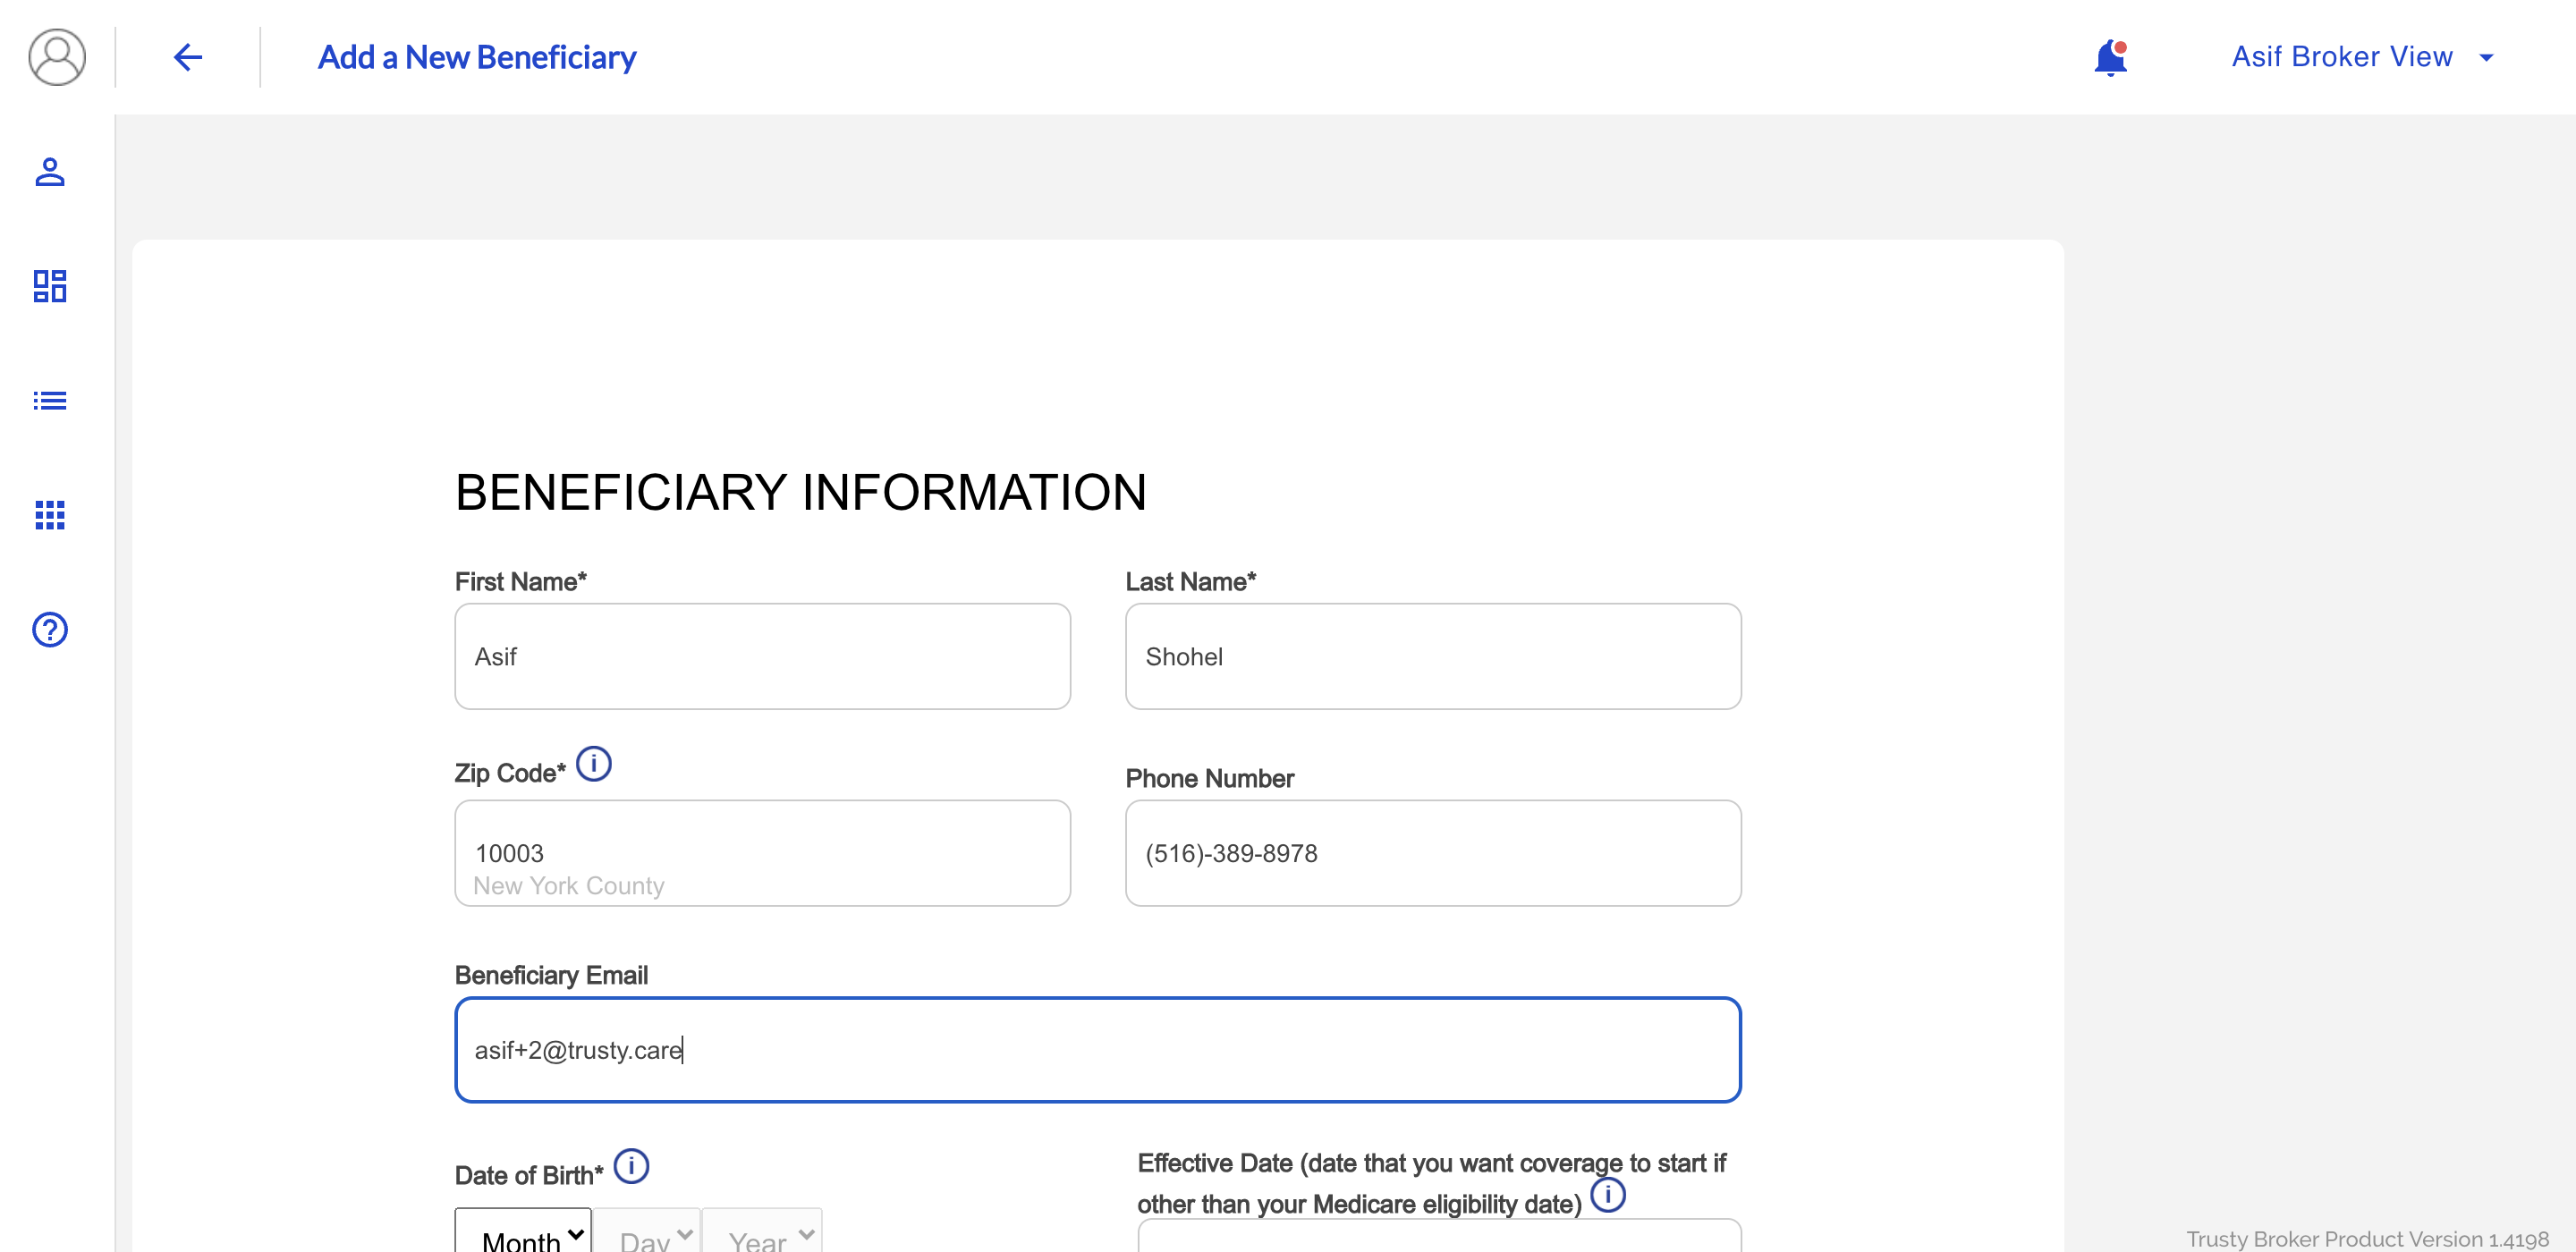 Add a New Beneficiary
Asif Broker View
BENEFICIARY INFORMATION
First Name*
Last Name*
Asif
Shohel
Zip Code*
Phone Number
10003
New York County
(516)-389-8978
Beneficiary Email
asif+2@trusty.care
Date of Birth*
Effective Date (date that you want coverage to start if
other than your Medicare eligibility date)
Month
Day
Year
Trusty Broker Product Version 1.4198